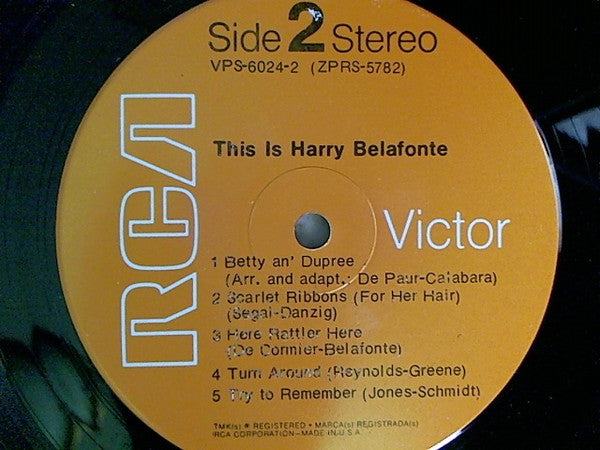 Side 2 Stereo
VPS-6024-2 (ZPRS-5782)
This Is Harry Belafonte
RCA
Victor
1 Betty an' Dupree
(Arr. and adapt.: De Paur-Calabara)
2 Scarlet Ribbons (For Her Hair)
(Segal-Danzig)
3 Here Rattler Here
(De Cormier-Belafonte)
4 Turn Around (Reynolds-Greene)
5 Try to Remember (Jones-Schmidt)
TMK(s) ® REGISTERED • MARCA(s) REGISTRADA(s)
RCA CORPORATION—MADE IN U.S.A.